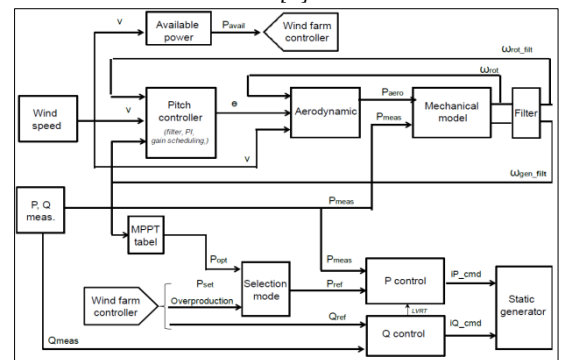 v
Available
power
Pavail
Wind farm
controller
ωrot_filt
ωrot
Wind
speed
v
Pitch
controller
(filter, PI,
gain scheduling,)
e
Aerodynamic
Paero
Pmeas
Mechanical
model
Filter
v
ωgen_filt
P, Q
meas.
Pmeas
MPPT
tabel
Popt
Pmeas
Pset
Wind farm
controller
Overproduction
Selection
mode
Pref
P control
iP_cmd
Static
generator
LVRT
Qref
Q control
iQ_cmd
Qmeas